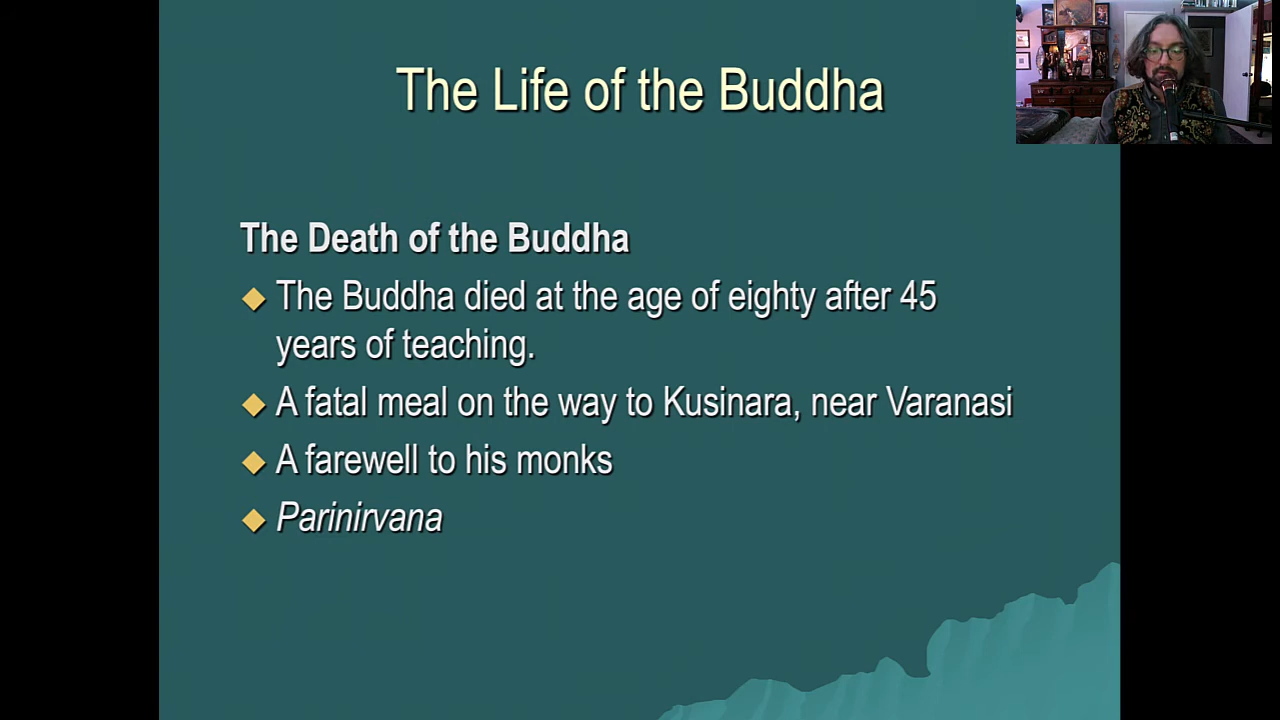 The Life of the Buddha
The Death of the Buddha
The Buddha died at the age of eighty after 45
years of teaching.
A fatal meal on the way to Kusinara, near Varanasi
A farewell to his monks
Parinirvana